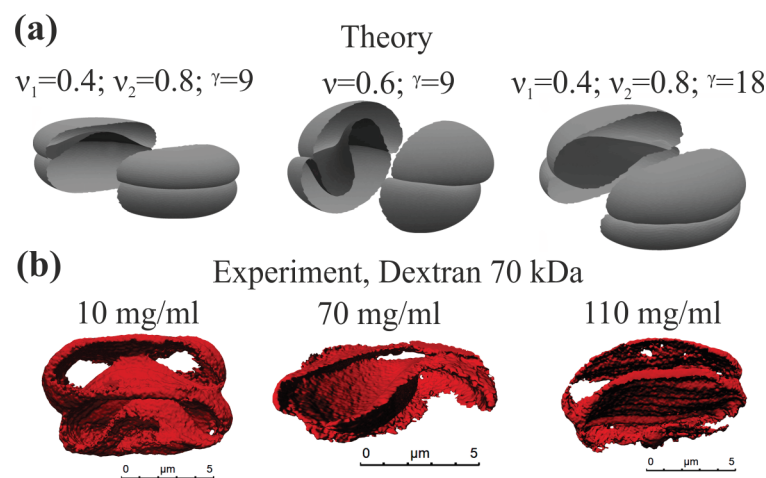 (a)
Theory
ν₁=0.4; ν₂=0.8; γ=9
ν=0.6; γ=9
ν₁=0.4; ν₂=0.8; γ=18
(b)
Experiment, Dextran 70 kDa
10 mg/ml
70 mg/ml
110 mg/ml
0 μm 5
0 μm 5
0 μm 5